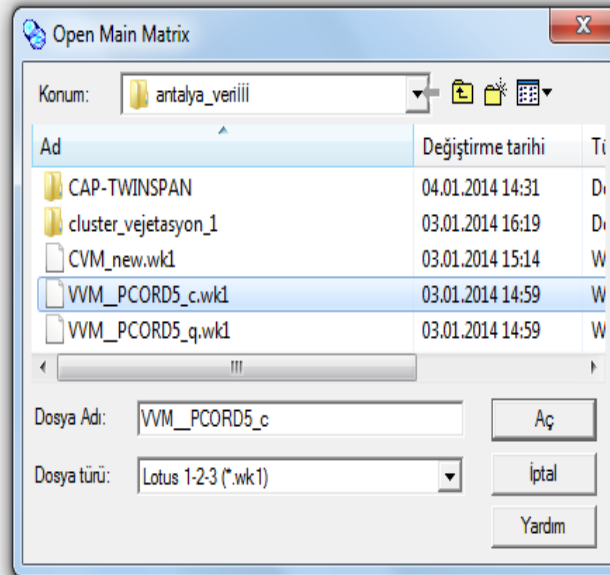 Open Main Matrix
Konum: antalya_veriiii
Ad Değiştirme tarihi Tü
CAP-TWINSPAN 04.01.2014 14:31 D
cluster_vejetasyon_1 03.01.2014 16:19 D
CVM_new.wk1 03.01.2014 15:14 W
VVM__PCORD5_c.wk1 03.01.2014 14:59 W
VVM__PCORD5_q.wk1 03.01.2014 14:59 W
Dosya Adı: VVM__PCORD5_c Aç
Dosya türü: Lotus 1-2-3 (*.wk1) İptal
Yardım